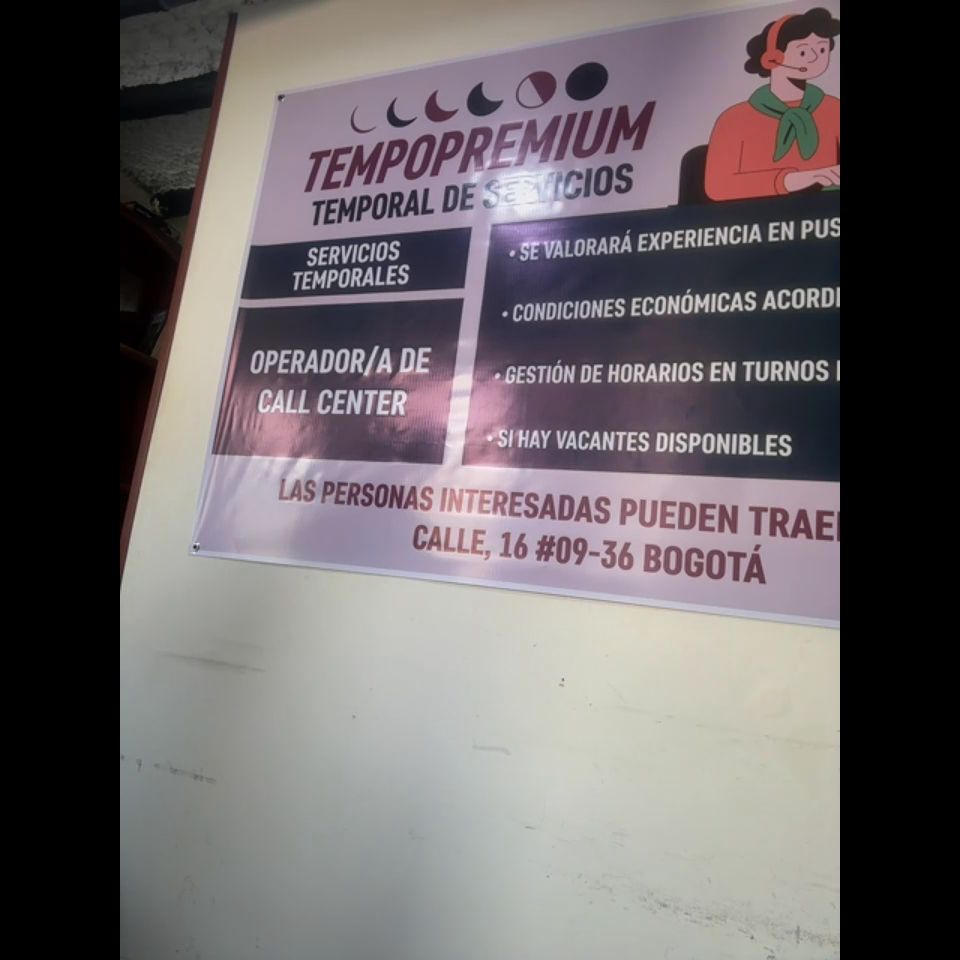 TEMPOPREMIUM
TEMPORAL DE SERVICIOS
SERVICIOS
TEMPORALES
OPERADOR/A DE
CALL CENTER
• SE VALORARÁ EXPERIENCIA EN
• CONDICIONES ECONÓMICAS
• GESTIÓN DE HORARIOS EN TURNOS
• SI HAY VACANTES DISPONIBLES
LAS PERSONAS INTERESADAS PUEDEN
CALLE, 16 #09-36 BOGOTÁ